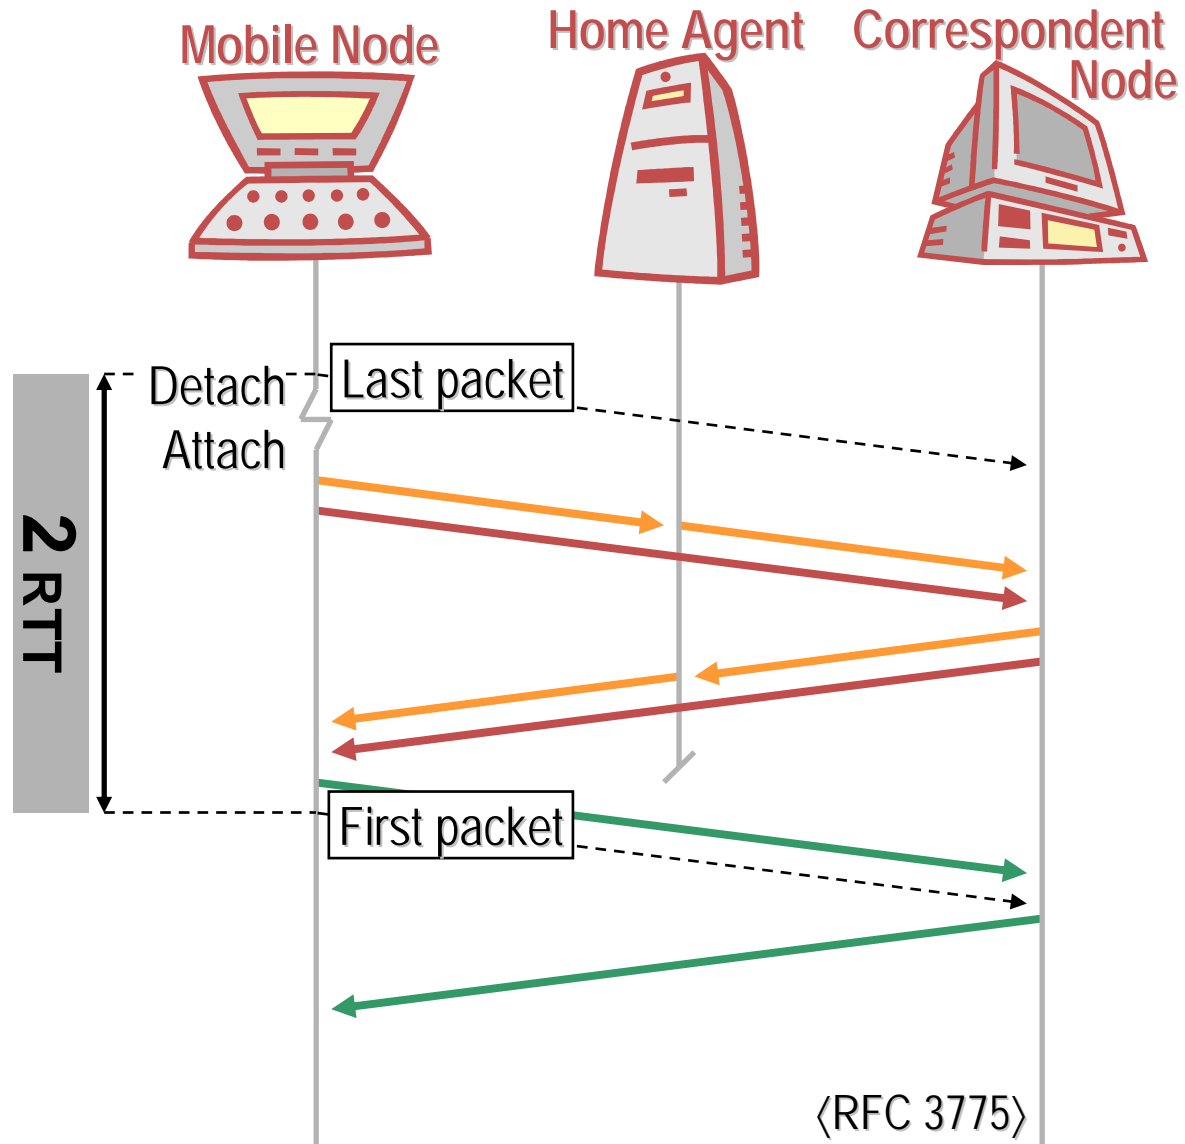 Mobile Node
Home Agent
Correspondent
Node
Detach
Last packet
Attach
2 RTT
First packet
〈RFC 3775〉